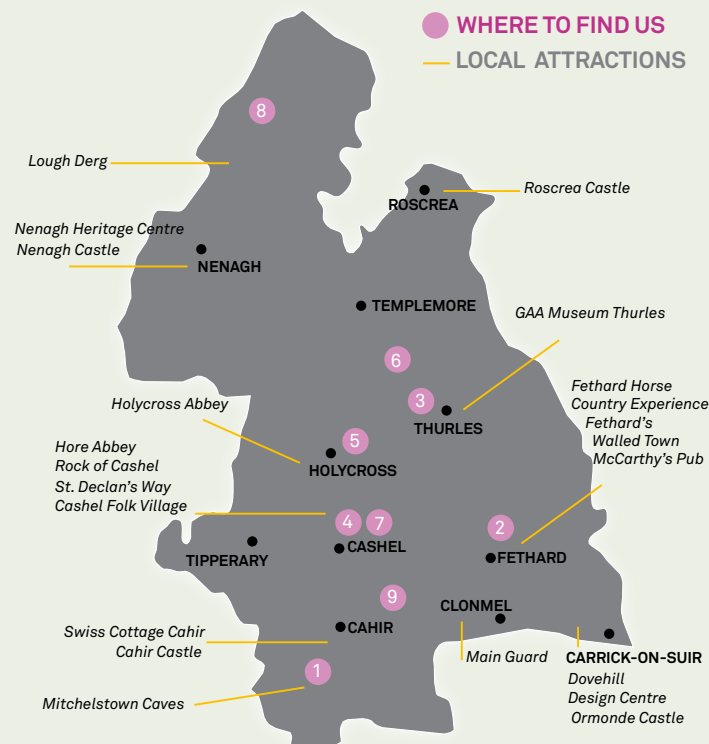 WHERE TO FIND US
LOCAL ATTRACTIONS
8
Lough Derg
Roscrea Castle
ROSCREA
Nenagh Heritage Centre
Nenagh Castle
NENAGH
TEMPLEMORE
GAA Museum Thurles
6
3
THURLES
Fethard Horse
Country Experience
Fethard's
Walled Town
McCarthy's Pub
Holycross Abbey
5
HOLYCROSS
Hore Abbey
Rock of Cashel
St. Declan's Way
Cashel Folk Village
4
7
CASHEL
2
FETHARD
TIPPERARY
9
CLONMEL
CAHIR
Swiss Cottage Cahir
Cahir Castle
Main Guard
CARRICK-ON-SUIR
Dovehill
Design Centre
Ormonde Castle
1
Mitchelstown Caves